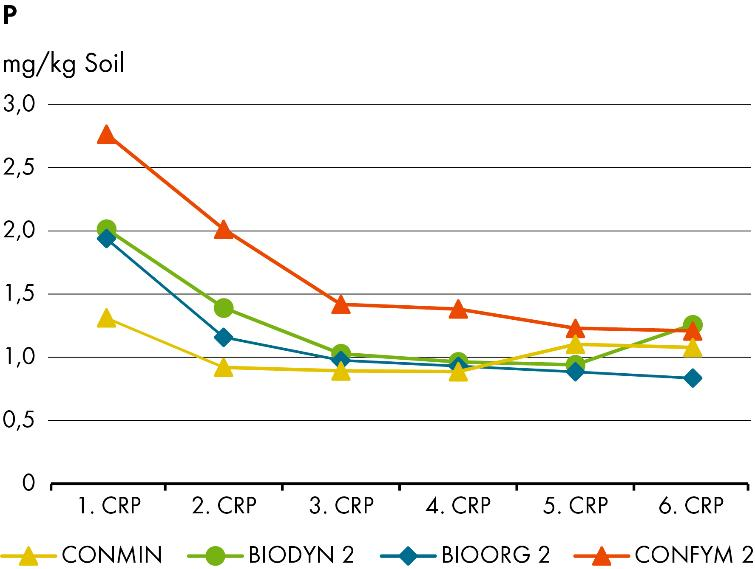 P
mg/kg Soil
3,0
2,5
2,0
1,5
1,0
0,5
0
1. CRP 2. CRP 3. CRP 4. CRP 5. CRP 6. CRP
CONMIN BIODYN 2 BIOORG 2 CONFYM 2